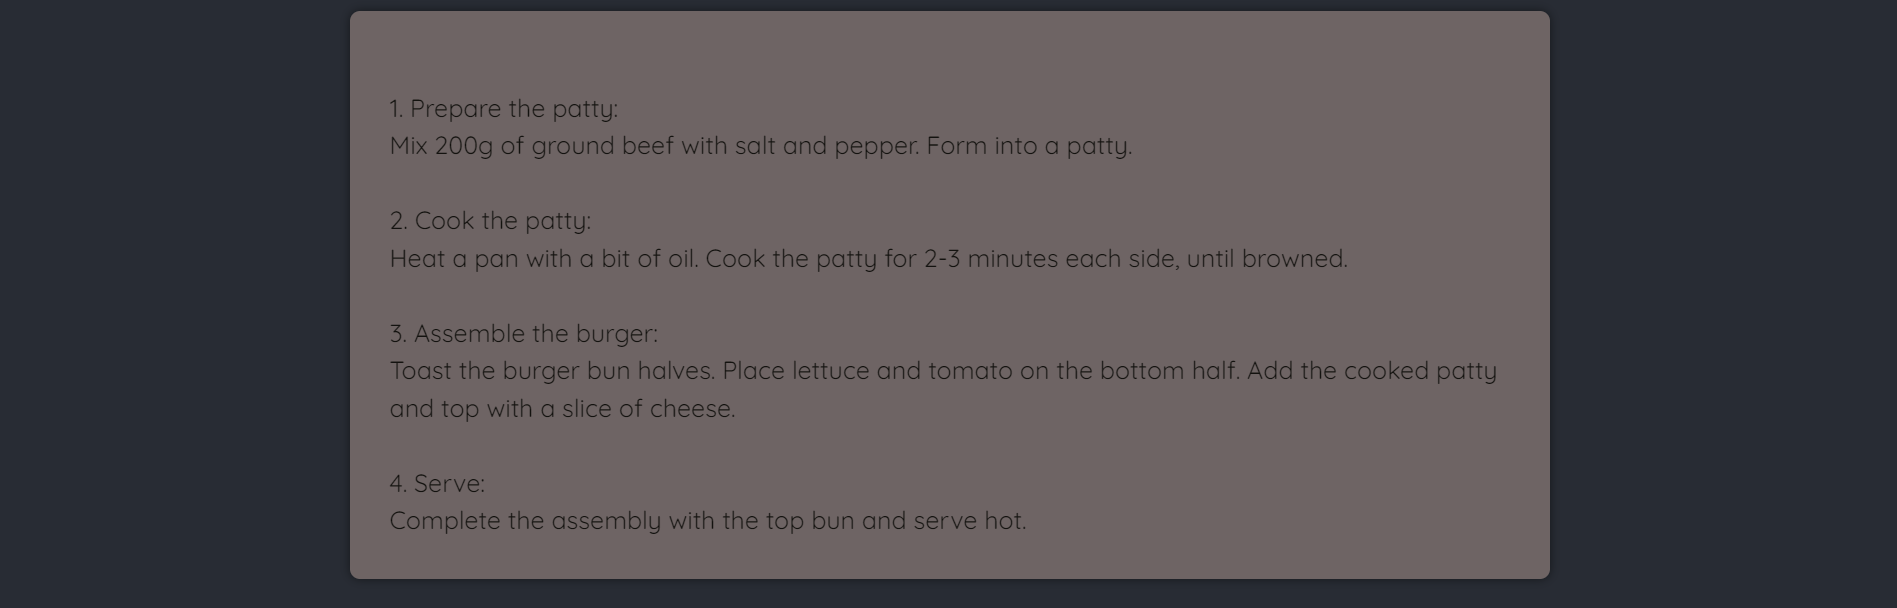 1. Prepare the patty:
Mix 200g of ground beef with salt and pepper. Form into a patty.
2. Cook the patty:
Heat a pan with a bit of oil. Cook the patty for 2-3 minutes each side, until browned.
3. Assemble the burger:
Toast the burger bun halves. Place lettuce and tomato on the bottom half. Add the cooked patty
and top with a slice of cheese.
4. Serve:
Complete the assembly with the top bun and serve hot.